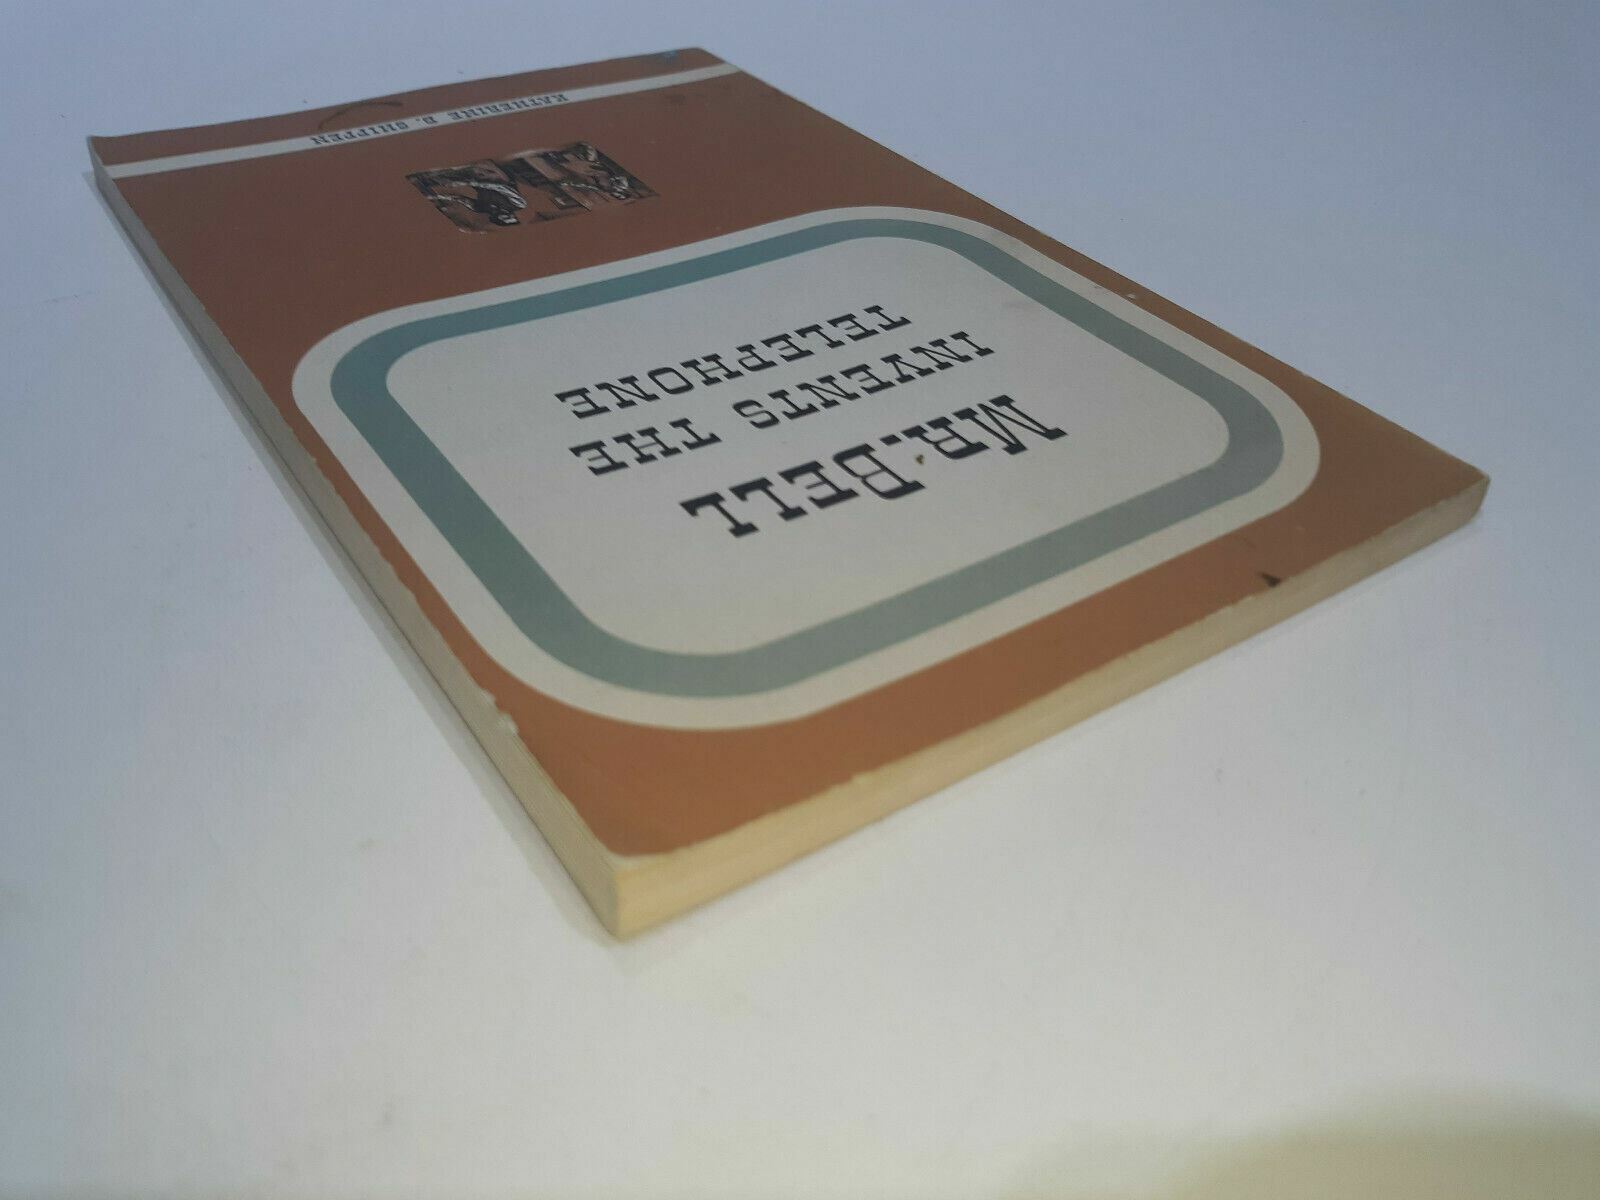 MR. BELL
INVENTS THE
TELEPHONE
KATHERINE B. SHIPPEN